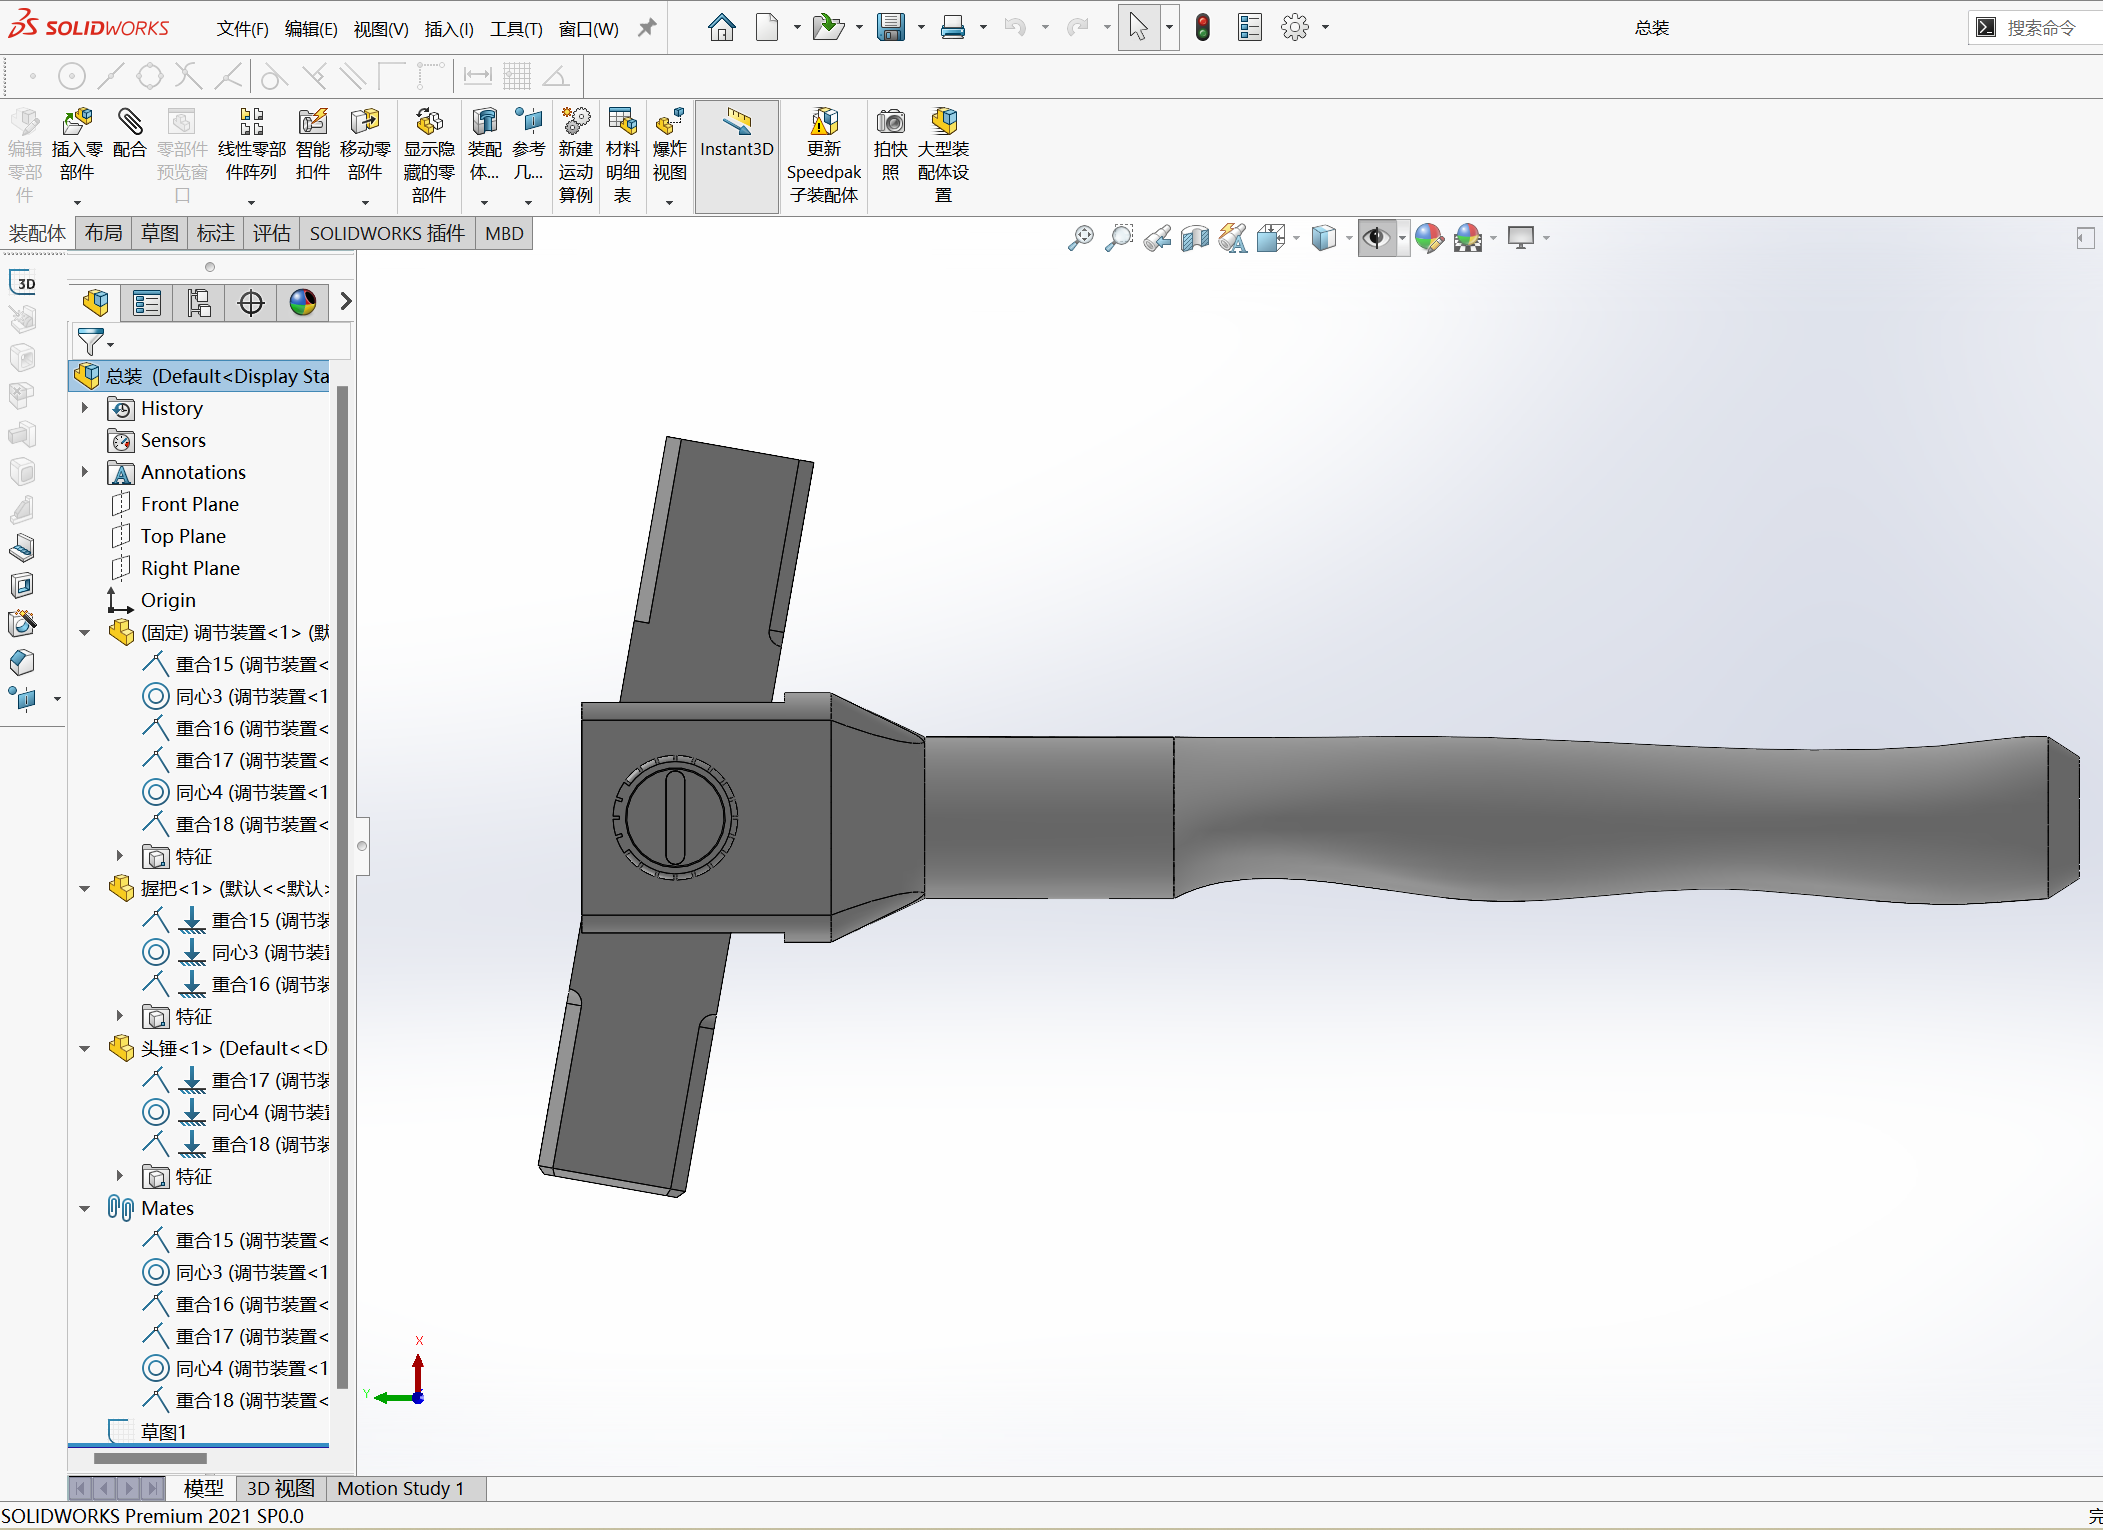 SOLIDWORKS 文件(F) 编辑(E) 视图(V) 插入(I) 工具(T) 窗口(W) 总装 搜索命令
编辑零部件
插入零部件
配合
零部件预览窗口
线性零部件阵列
智能扣件
移动零部件
显示隐藏的零部件
装配体...
参考几...
新建运动算例
材料明细表
爆炸视图
Instant3D
更新 Speedpak 子装配体
拍快照
大型装配体设置
装配体 布局 草图 标注 评估 SOLIDWORKS 插件 MBD
3D
总装 (Default<Display Sta
History
Sensors
Annotations
Front Plane
Top Plane
Right Plane
Origin
(固定) 调节装置<1> (默
重合15 (调节装置<
同心3 (调节装置<1
重合16 (调节装置<
重合17 (调节装置<
同心4 (调节装置<1
重合18 (调节装置<
特征
握把<1> (默认<<默认>
重合15 (调节装
同心3 (调节装置
重合16 (调节装
特征
头锤<1> (Default<<D
重合17 (调节装
同心4 (调节装置
重合18 (调节装
特征
Mates
重合15 (调节装置<
同心3 (调节装置<1
重合16 (调节装置<
重合17 (调节装置<
同心4 (调节装置<1
重合18 (调节装置<
草图1
X
Y
模型 3D 视图 Motion Study 1
SOLIDWORKS Premium 2021 SP0.0 完